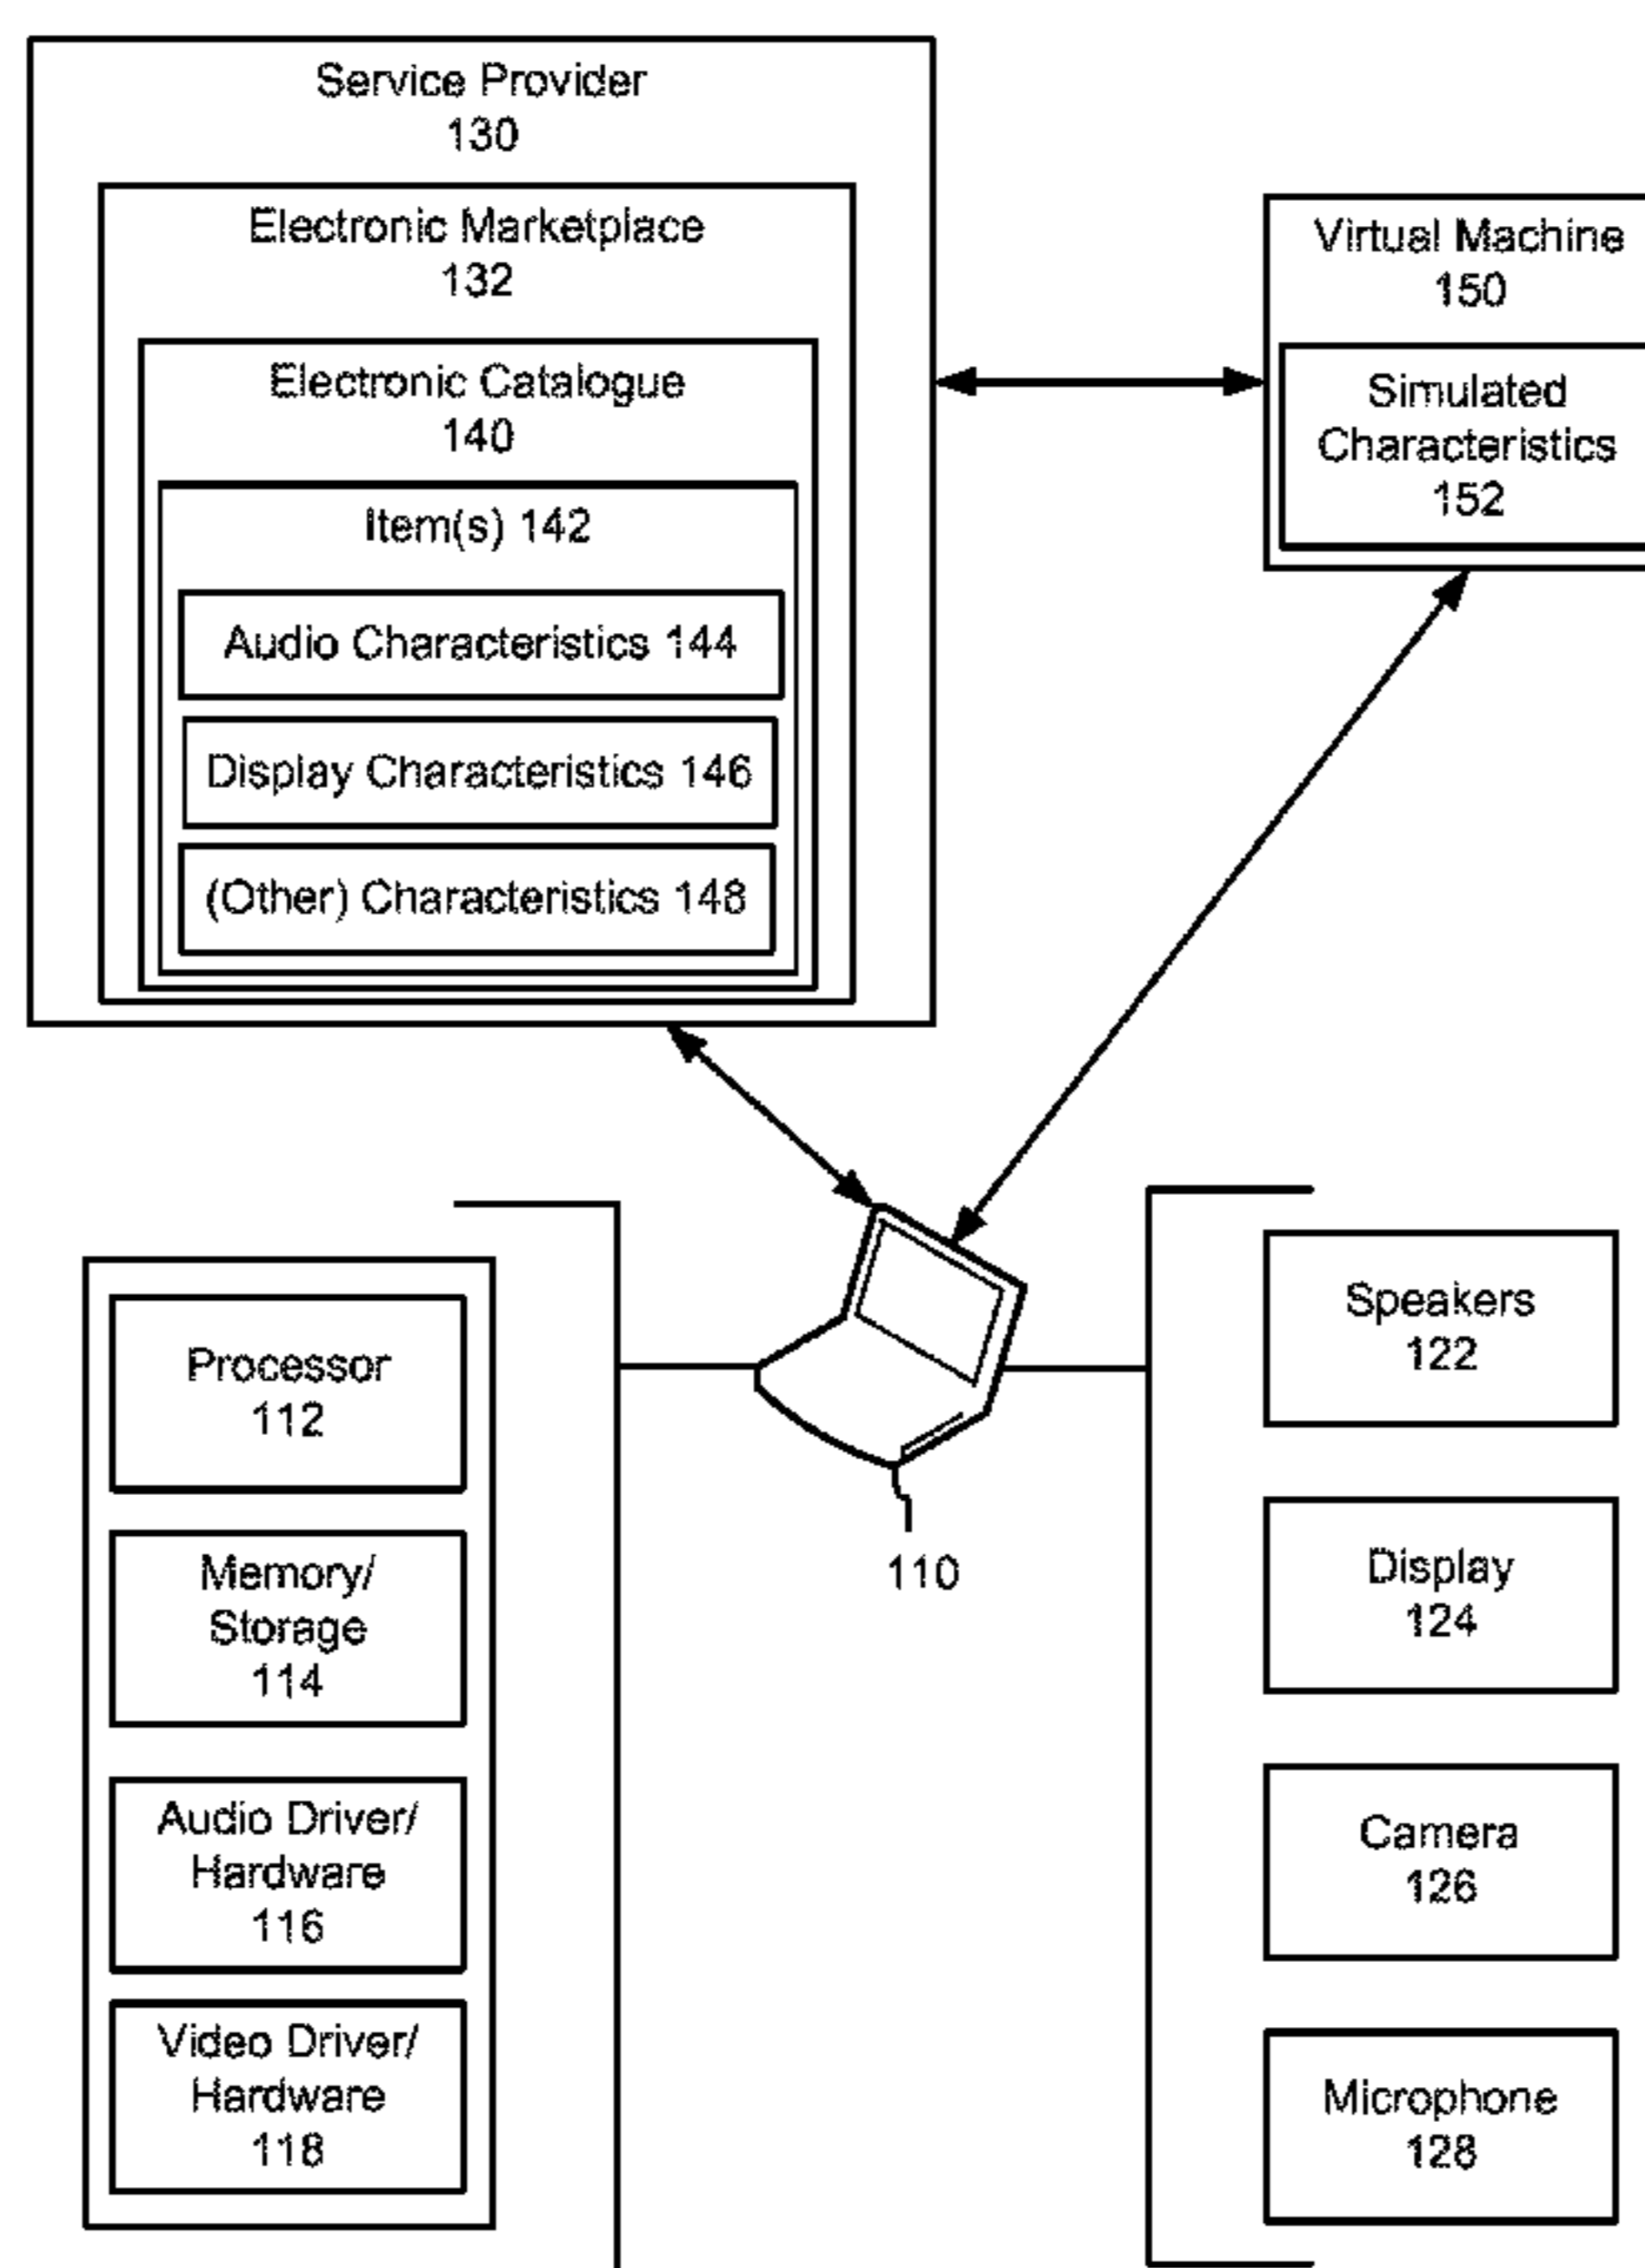 Service Provider
130
Electronic Marketplace
132
Electronic Catalogue
140
Item(s) 142
Audio Characteristics 144
Display Characteristics 146
(Other) Characteristics 148
Virtual Machine
150
Simulated
Characteristics
152
Processor
112
Memory/
Storage
114
Audio Driver/
Hardware
116
Video Driver/
Hardware
118
110
Speakers
122
Display
124
Camera
126
Microphone
128